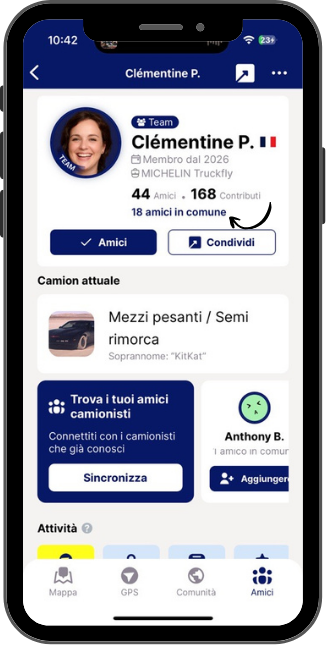 10:42
23
Clémentine P.
TEAM
Team
Clémentine P.
Membro dal 2026
MICHELIN Truckfly
44 Amici . 168 Contributi
18 amici in comune
Amici
Condividi
Camion attuale
Mezzi pesanti / Semi
rimorca
Soprannome: "KitKat"
Trova i tuoi amici
camionisti
Connettiti con i camionisti
che già conosci
Sincronizza
Anthony B.
1 amico in comun
Aggiungere
Attività
Mappa
GPS
Comunità
Amici